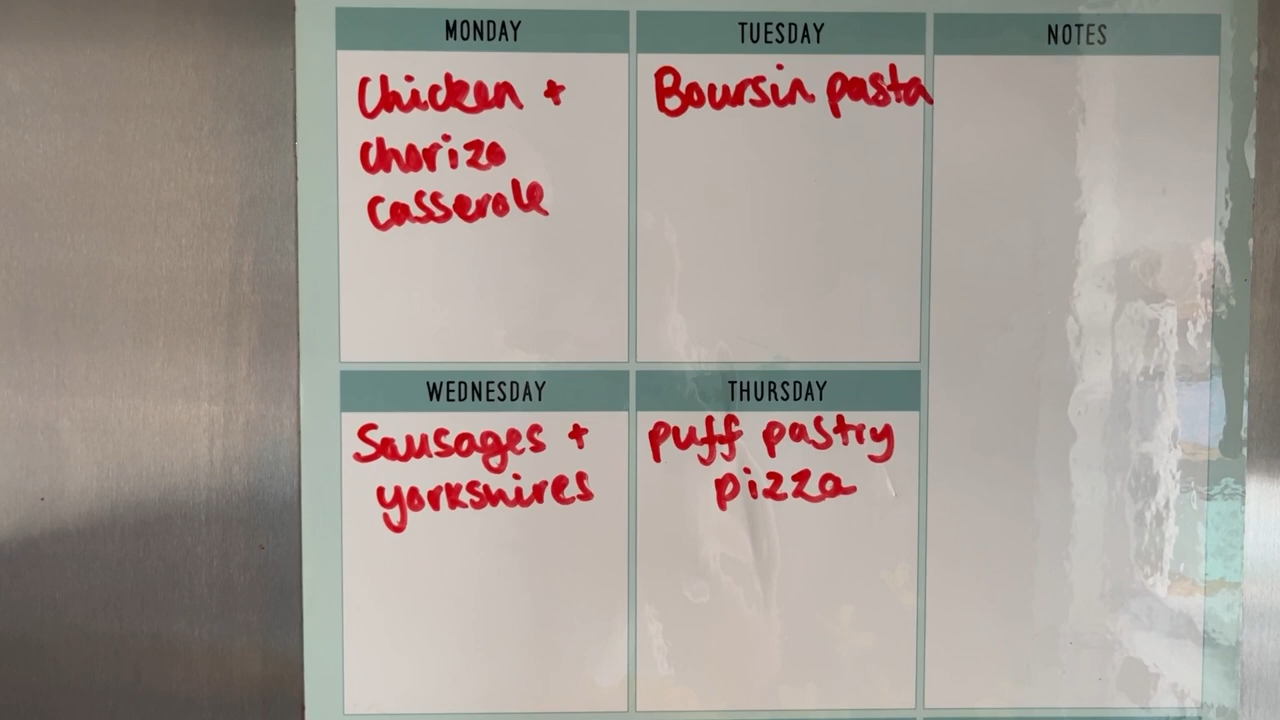 MONDAY
Chicken +
chorizo
casserole
TUESDAY
Boursin pasta
NOTES
WEDNESDAY
Sausages +
yorkshires
THURSDAY
puff pastry
pizza